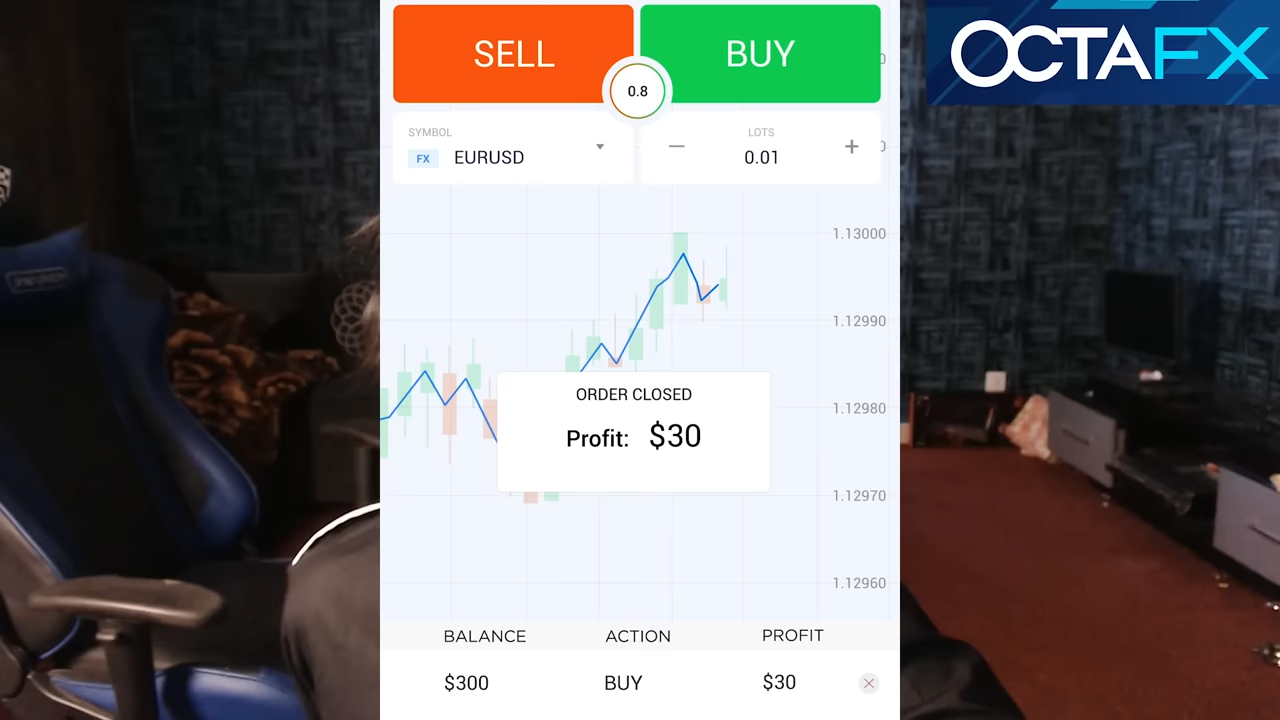 SELL
BUY
0.8
OCTAFX
SYMBOL
FX EURUSD
LOTS
0.01
1.13000
1.12990
1.12980
1.12970
1.12960
ORDER CLOSED
Profit: $30
BALANCE ACTION PROFIT
$300 BUY $30